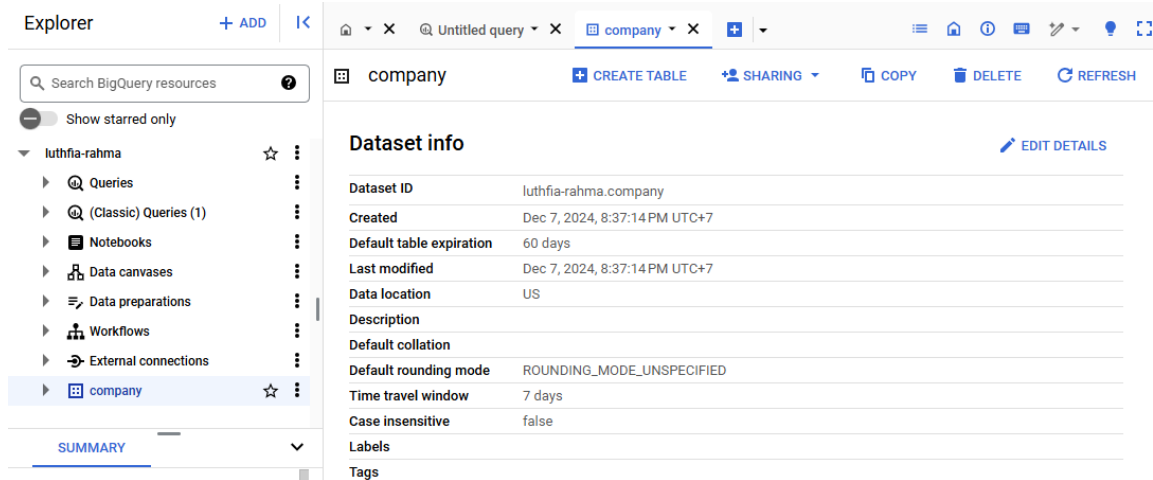 Explorer
+ ADD
Search BigQuery resources
Show starred only
luthfia-rahma
Queries
(Classic) Queries (1)
Notebooks
Data canvases
Data preparations
Workflows
External connections
company
SUMMARY
Untitled query
company
company
CREATE TABLE
SHARING
COPY
DELETE
REFRESH
Dataset info
EDIT DETAILS
Dataset ID luthfia-rahma.company
Created Dec 7, 2024, 8:37:14 PM UTC+7
Default table expiration 60 days
Last modified Dec 7, 2024, 8:37:14 PM UTC+7
Data location US
Description
Default collation
Default rounding mode ROUNDING_MODE_UNSPECIFIED
Time travel window 7 days
Case insensitive false
Labels
Tags